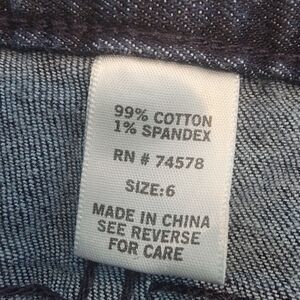 99% COTTON
1% SPANDEX
RN # 74578
SIZE:6
MADE IN CHINA
SEE REVERSE
FOR CARE